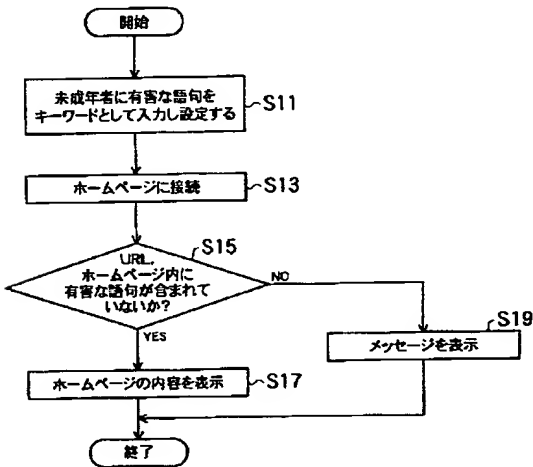 開始
未成年者に有害な語句を
キーワードとして入力し設定する
S11
ホームページに接続
S13
S15
URL,
ホームページ内に
有害な語句が含まれて
いないか?
NO
YES
S19
メッセージを表示
ホームページの内容を表示
S17
終了